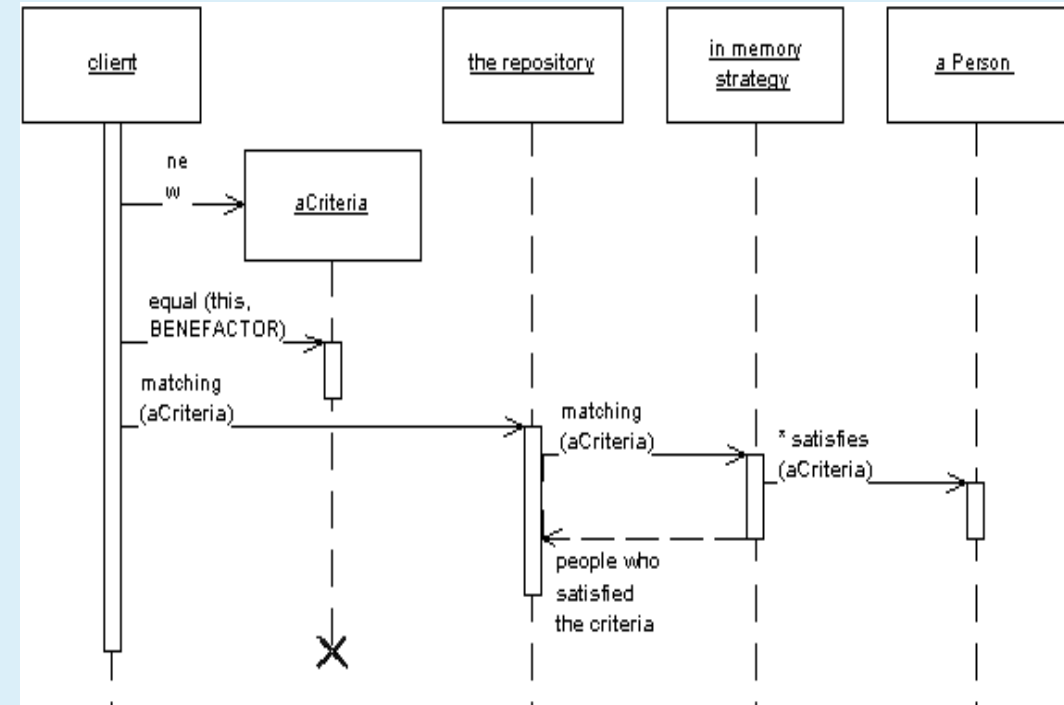 client
the repository
in memory
strategy
a Person
ne
w
aCriteria
equal (this,
BENEFACTOR)
matching
(aCriteria)
matching
(aCriteria)
* satisfies
(aCriteria)
people who
satisfied
the criteria